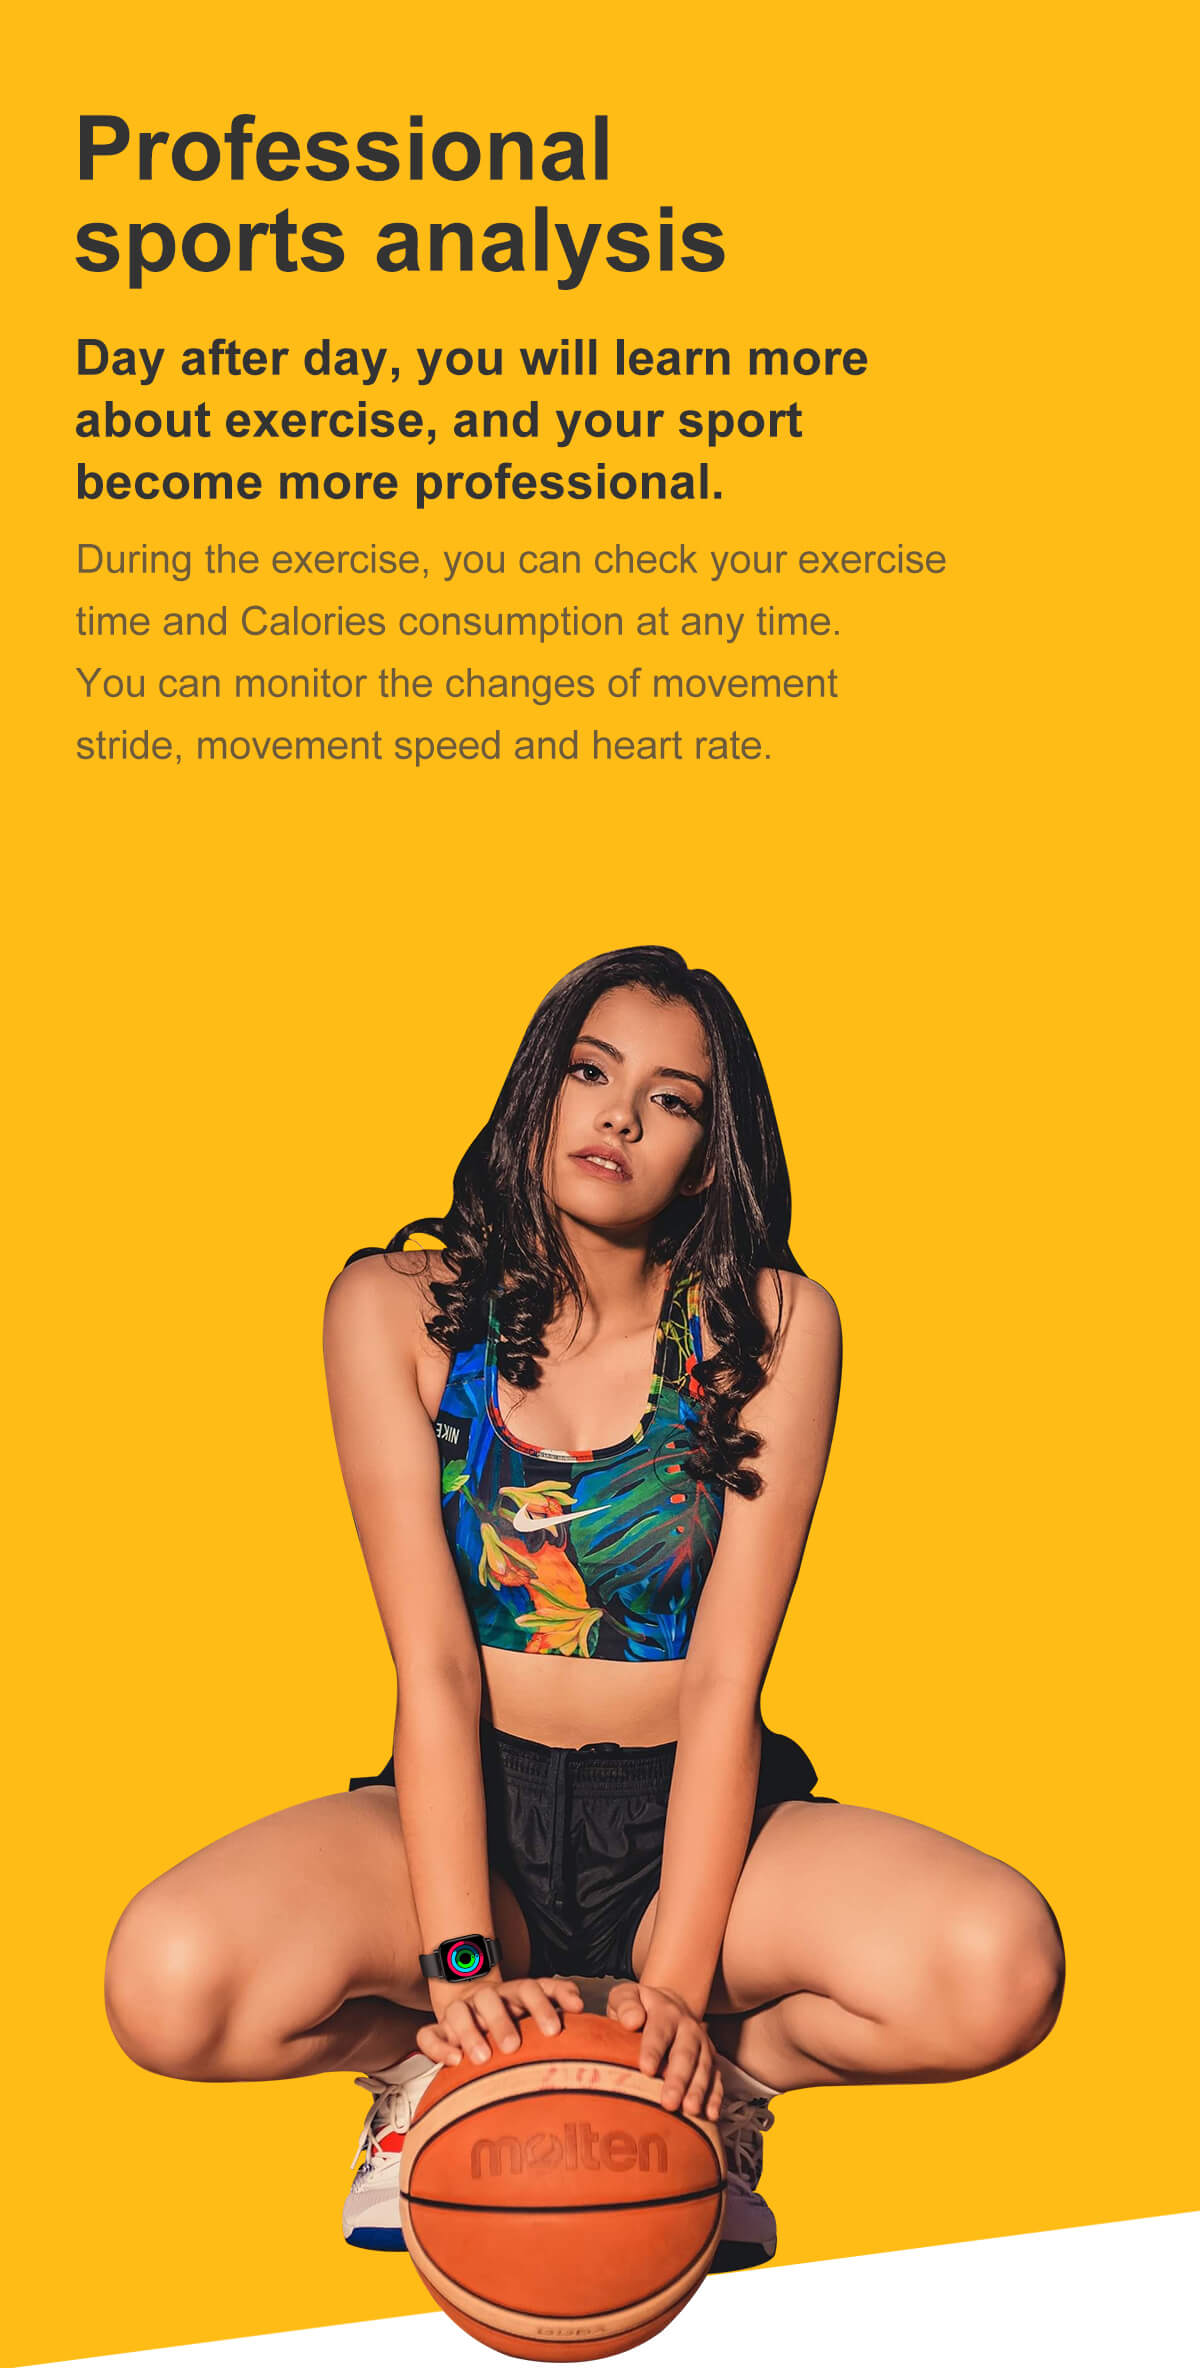 Professional
sports analysis
Day after day, you will learn more
about exercise, and your sport
become more professional.
During the exercise, you can check your exercise
time and Calories consumption at any time.
You can monitor the changes of movement
stride, movement speed and heart rate.
NIKE
molten